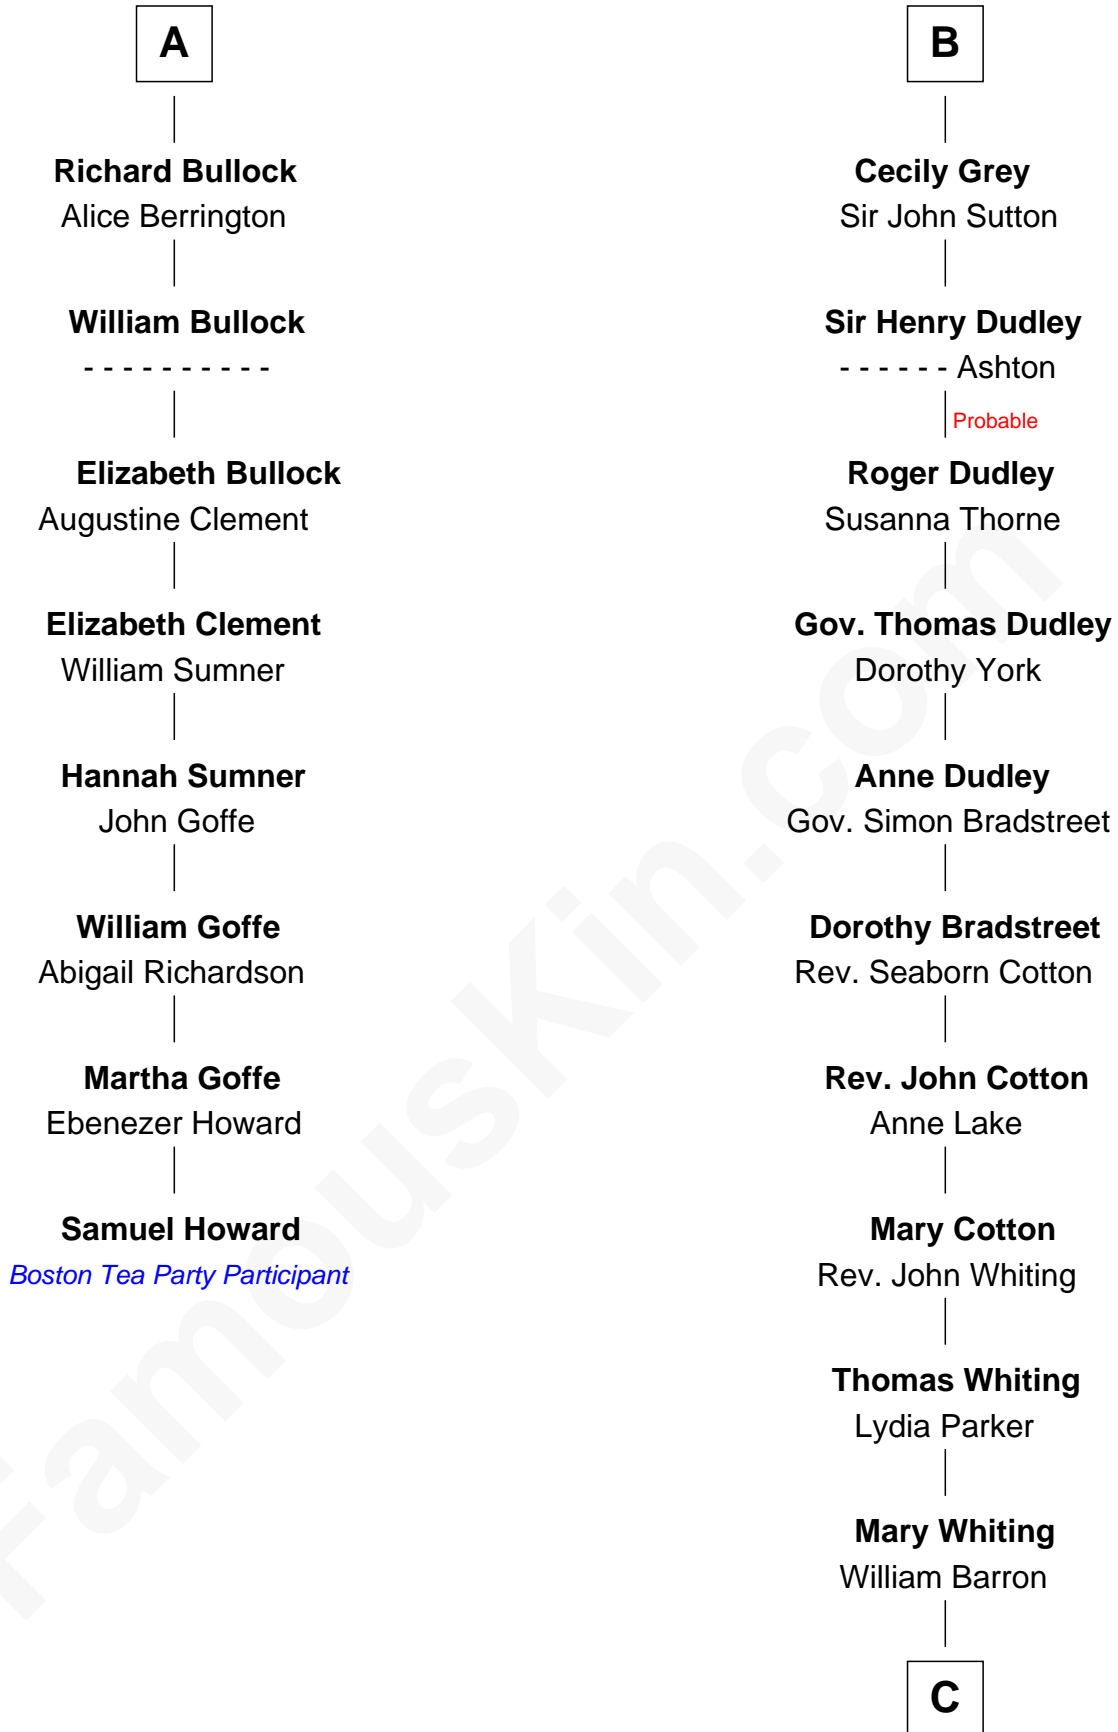 A
Richard Bullock
Alice Berrington
William Bullock
- - - - - - - - - -
Elizabeth Bullock
Augustine Clement
Elizabeth Clement
William Sumner
Hannah Sumner
John Goffe
William Goffe
Abigail Richardson
Martha Goffe
Ebenezer Howard
Samuel Howard
Boston Tea Party Participant
B
Cecily Grey
Sir John Sutton
Sir Henry Dudley
- - - - - - Ashton
Probable
Roger Dudley
Susanna Thorne
Gov. Thomas Dudley
Dorothy York
Anne Dudley
Gov. Simon Bradstreet
Dorothy Bradstreet
Rev. Seaborn Cotton
Rev. John Cotton
Anne Lake
Mary Cotton
Rev. John Whiting
Thomas Whiting
Lydia Parker
Mary Whiting
William Barron
C
FamousKin.com